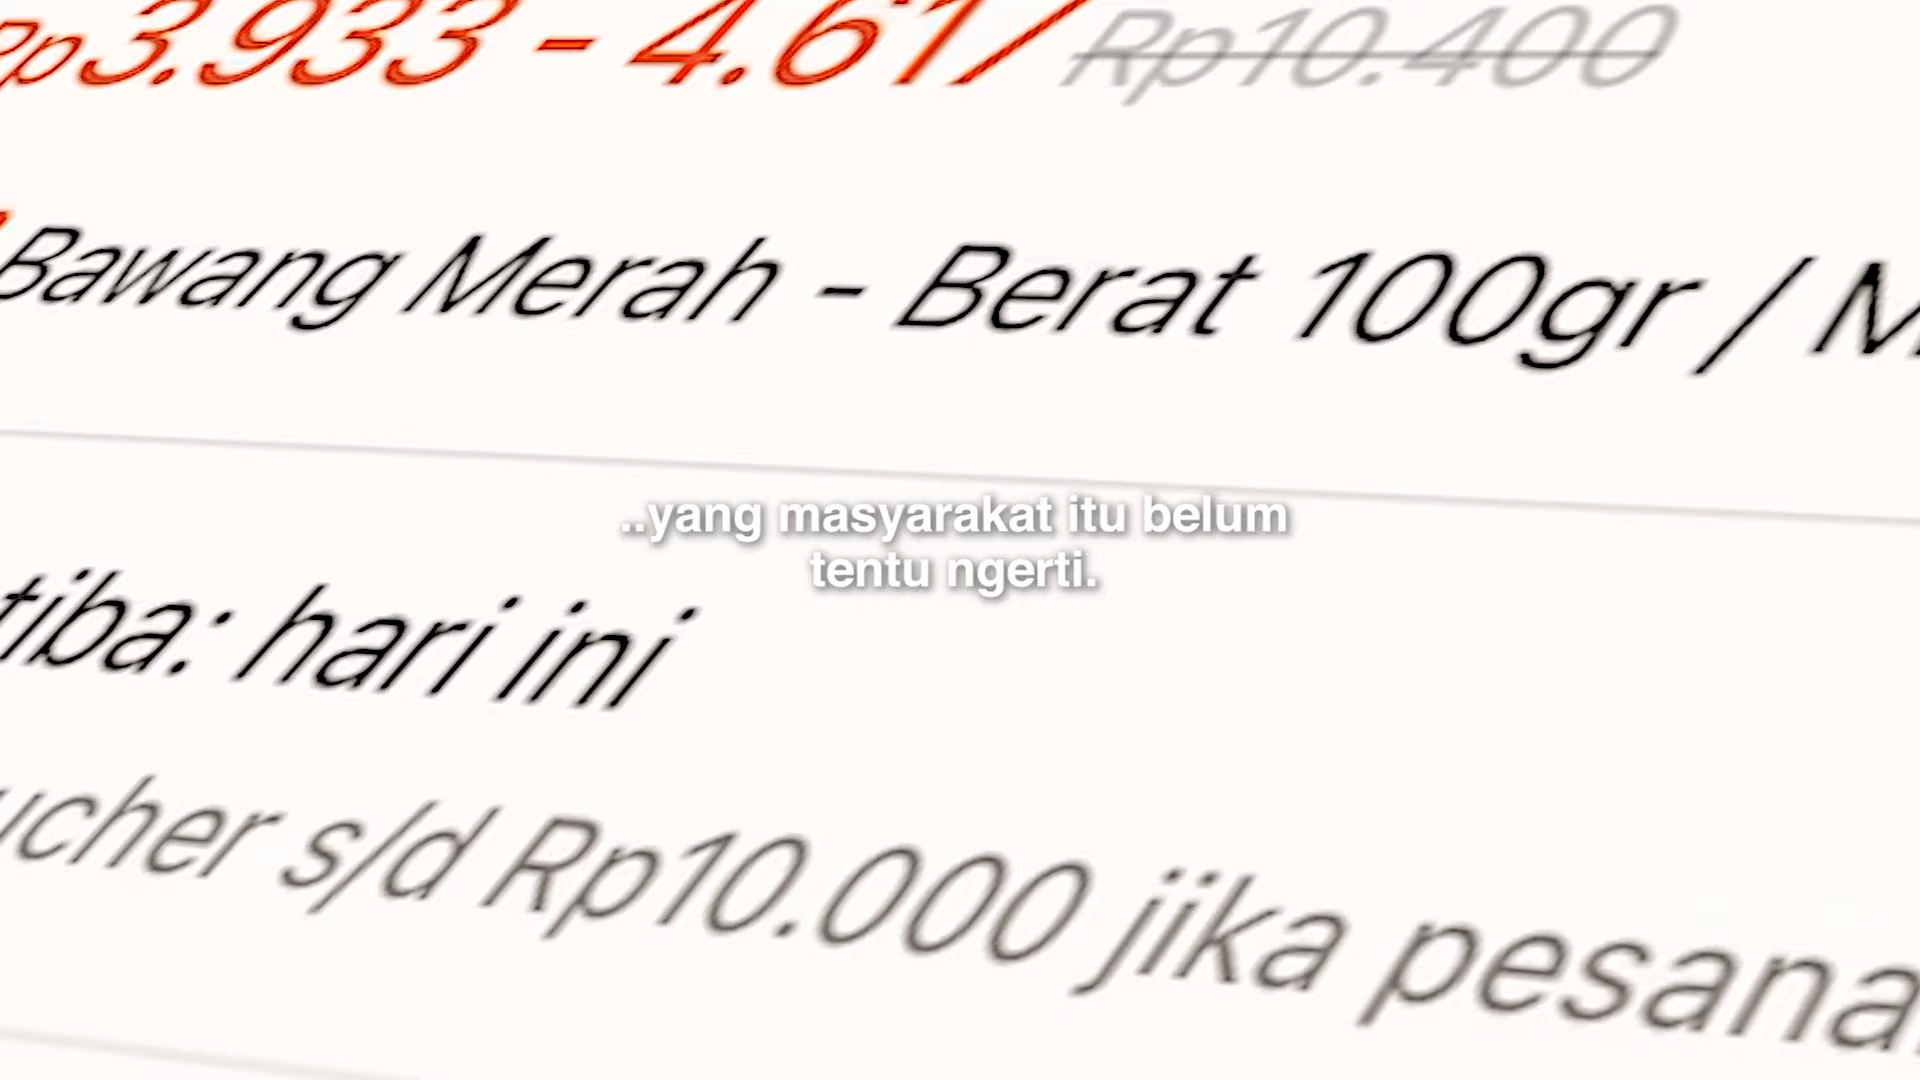 Rp3.933 - 4.617 Rp10.400
Bawang Merah - Berat 100gr / M
..yang masyarakat itu belum
tentu ngerti.
tiba: hari ini
ucher s/d Rp10.000 jika pesana